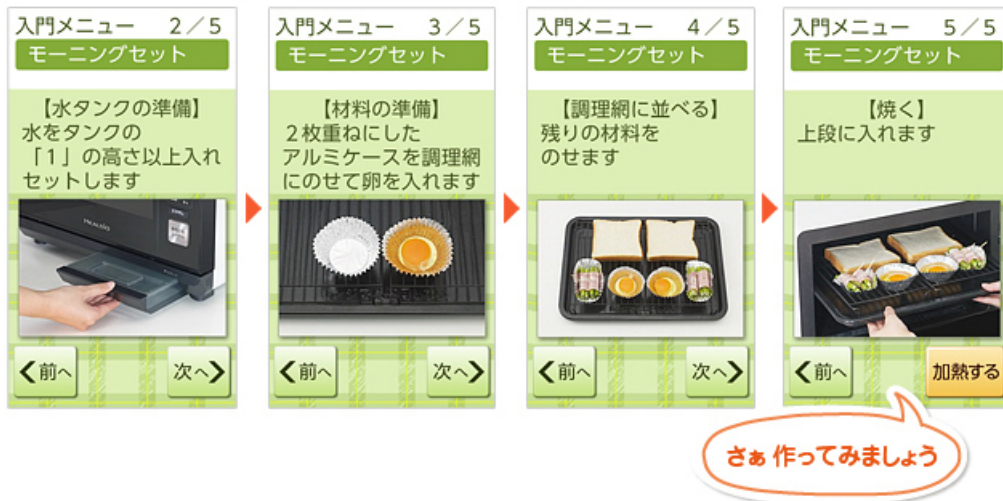 入門メニュー 2/5
モーニングセット
【水タンクの準備】
水をタンクの
「1」の高さ以上入れ
セットします
前へ
次へ
入門メニュー 3/5
モーニングセット
【材料の準備】
2枚重ねにした
アルミケースを調理網
にのせて卵を入れます
前へ
次へ
入門メニュー 4/5
モーニングセット
【調理網に並べる】
残りの材料を
のせます
前へ
次へ
入門メニュー 5/5
モーニングセット
【焼く】
上段に入れます
前へ
加熱する
さぁ 作ってみましょう